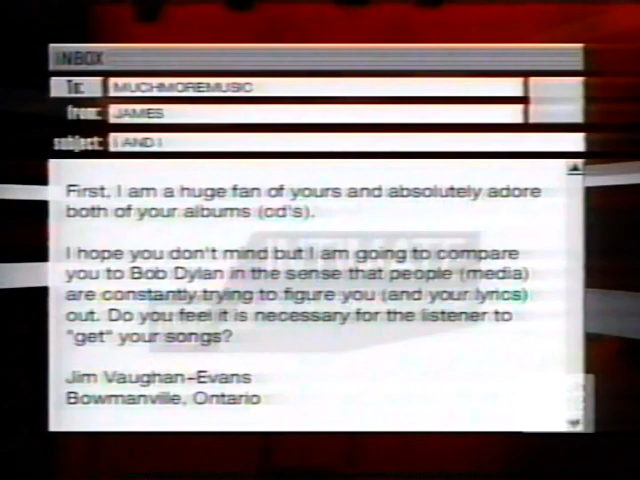 INBOX
To: MUCHMOREMUSIC
from: JAMES
subject: I AND I
First, I am a huge fan of yours and absolutely adore
both of your albums (cd's).
I hope you don't mind but I am going to compare
you to Bob Dylan in the sense that people (media)
are constantly trying to figure you (and your lyrics)
out. Do you feel it is necessary for the listener to
"get" your songs?
Jim Vaughan-Evans
Bowmanville, Ontario